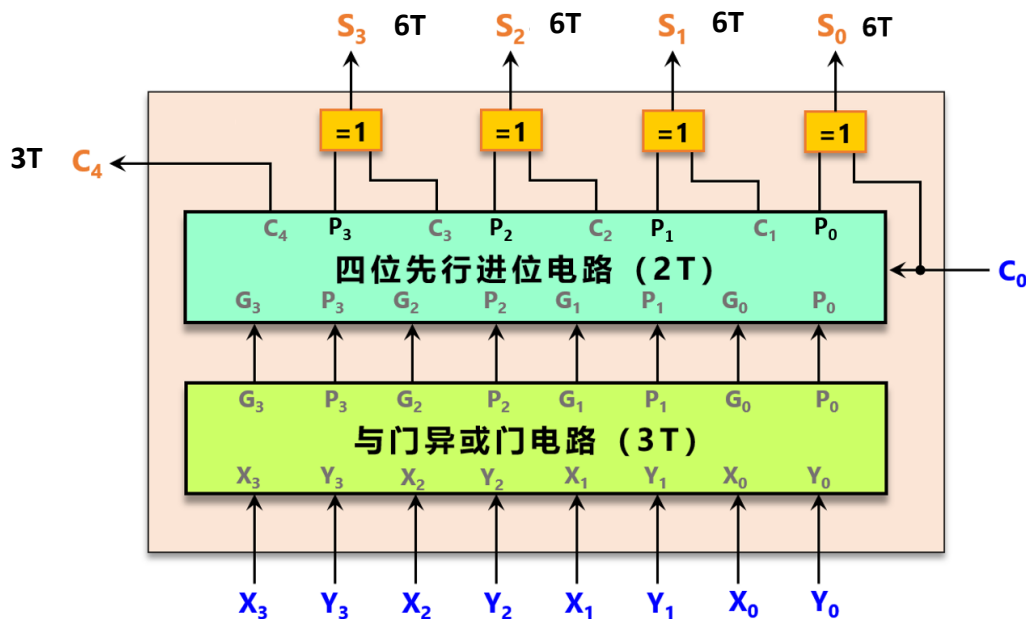 S3 6T S2 6T S1 6T S0 6T
=1 =1 =1 =1
3T C4
C4 P3 C3 P2 C2 P1 C1 P0
四位先行进位电路（2T）
C0
G3 P3 G2 P2 G1 P1 G0 P0
G3 P3 G2 P2 G1 P1 G0 P0
与门异或门电路（3T）
X3 Y3 X2 Y2 X1 Y1 X0 Y0
X3 Y3 X2 Y2 X1 Y1 X0 Y0